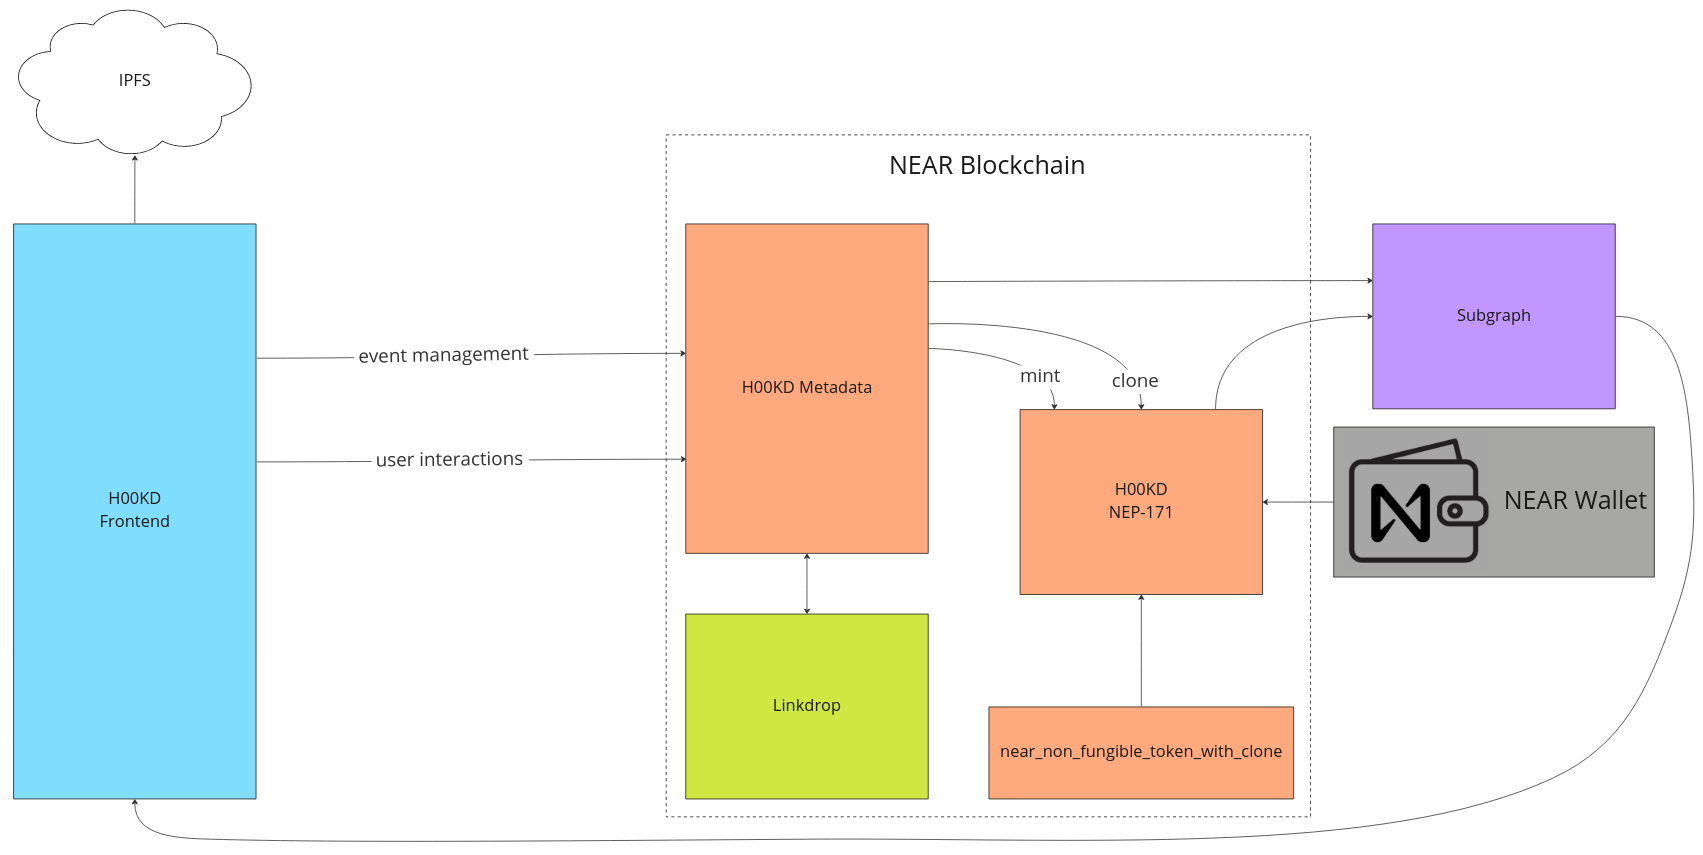 IPFS
NEAR Blockchain
H00KD
Frontend
event management
user interactions
H00KD Metadata
mint
clone
Subgraph
H00KD
NEP-171
NEAR Wallet
Linkdrop
near_non_fungible_token_with_clone